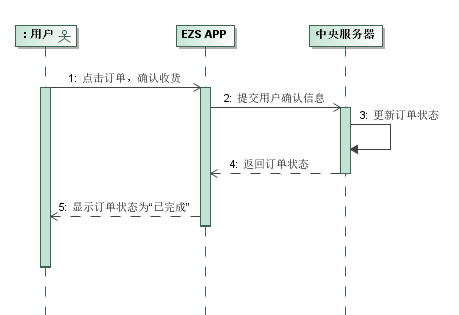 : 用户
EZS APP
中央服务器
1: 点击订单，确认收货
2: 提交用户确认信息
3: 更新订单状态
4: 返回订单状态
5: 显示订单状态为“已完成”